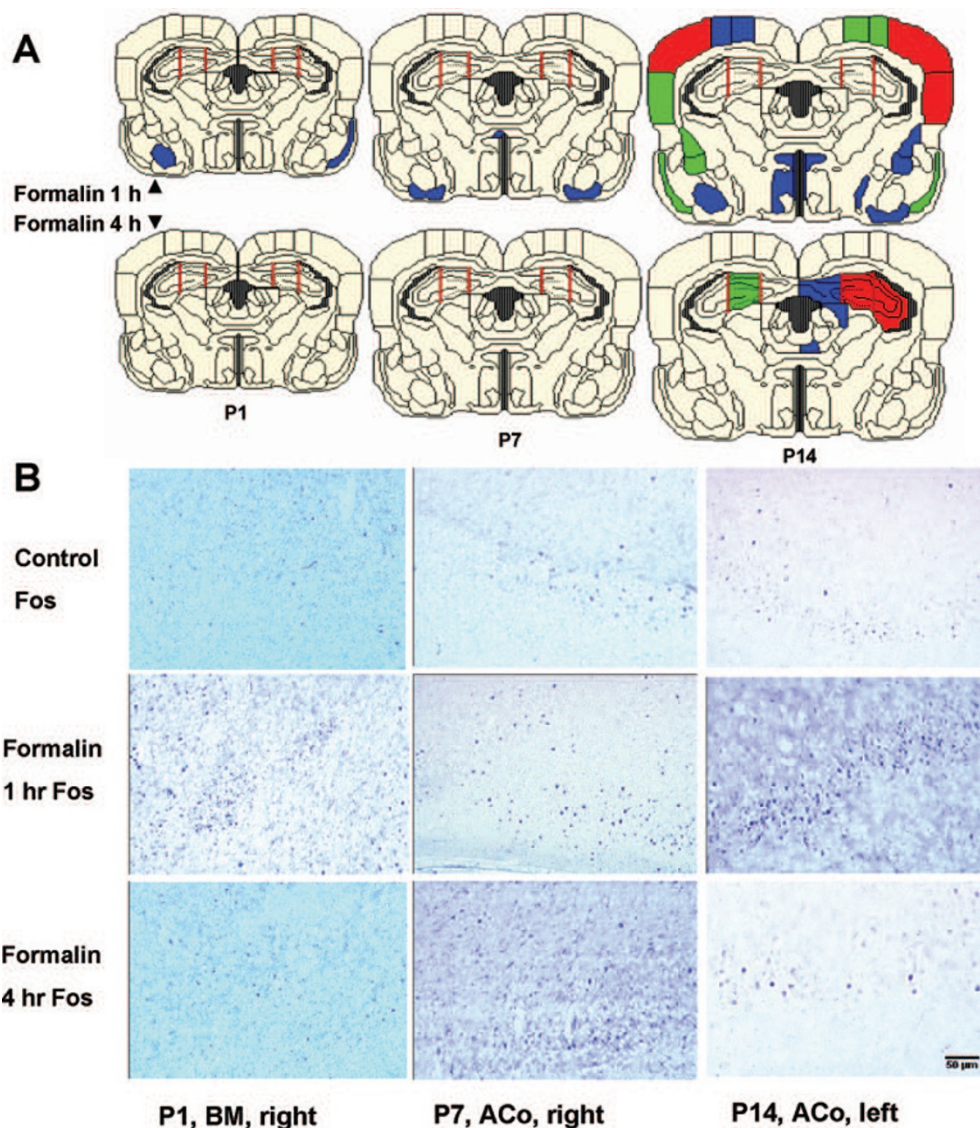 A
Formalin 1 h ▲
Formalin 4 h ▼
P1
P7
P14
B
Control
Fos
Formalin
1 hr Fos
Formalin
4 hr Fos
50 µm
P1, BM, right
P7, ACo, right
P14, ACo, left